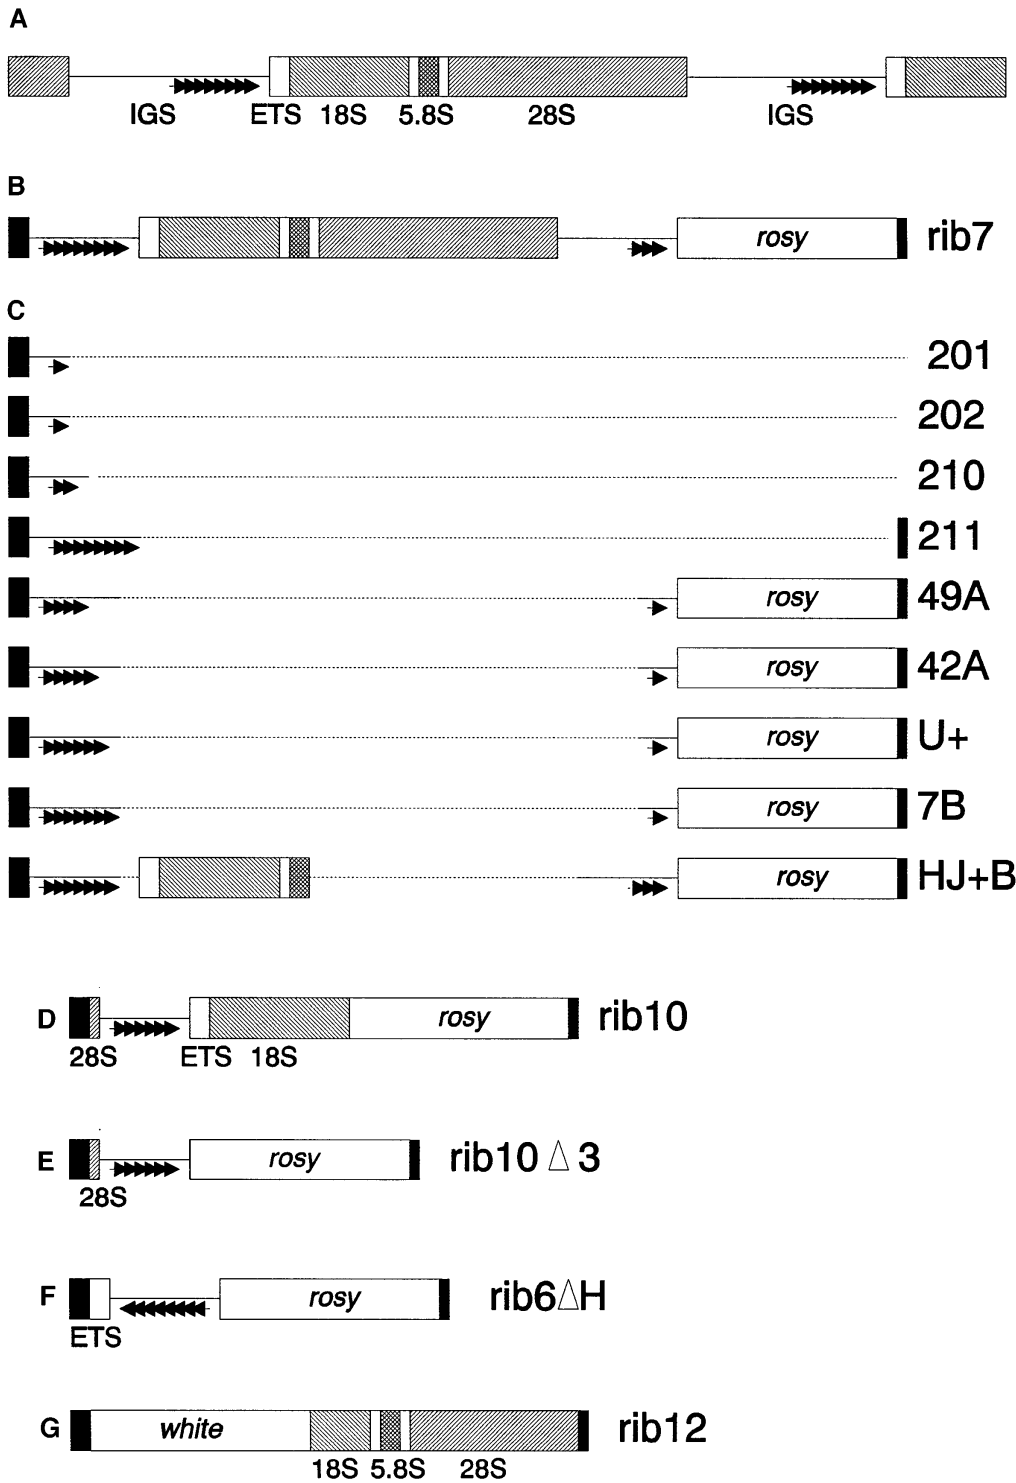 A
IGS ETS 18S 5.8S 28S IGS
B
rosy rib7
C
201
202
210
211
rosy 49A
rosy 42A
rosy U+
rosy 7B
rosy HJ+B
D rosy rib10
28S ETS 18S
E rosy rib10 Δ 3
28S
F rosy rib6ΔH
ETS
G white rib12
18S 5.8S 28S